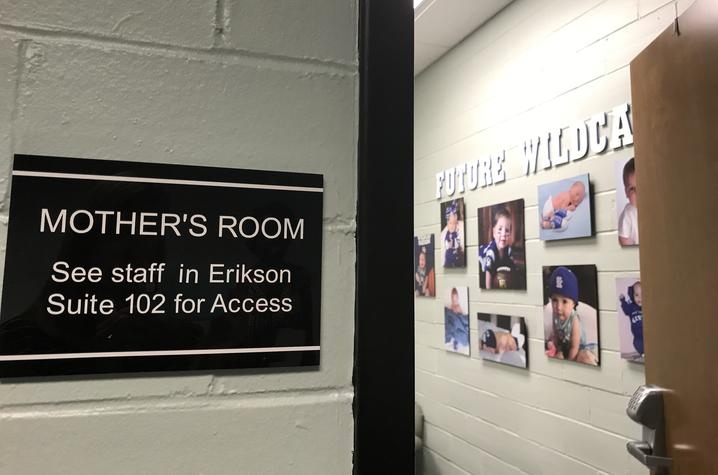 MOTHER'S ROOM
See staff in Erikson
Suite 102 for Access
FUTURE WILDCA